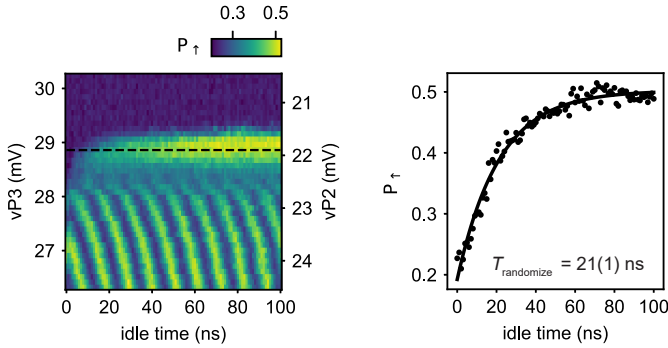 0.3 0.5
P↑
30
29
28
27
vP3 (mV)
21
22
23
24
vP2 (mV)
0 20 40 60 80 100
idle time (ns)
0.5
0.4
0.3
0.2
P↑
T randomize = 21(1) ns
0 20 40 60 80 100
idle time (ns)